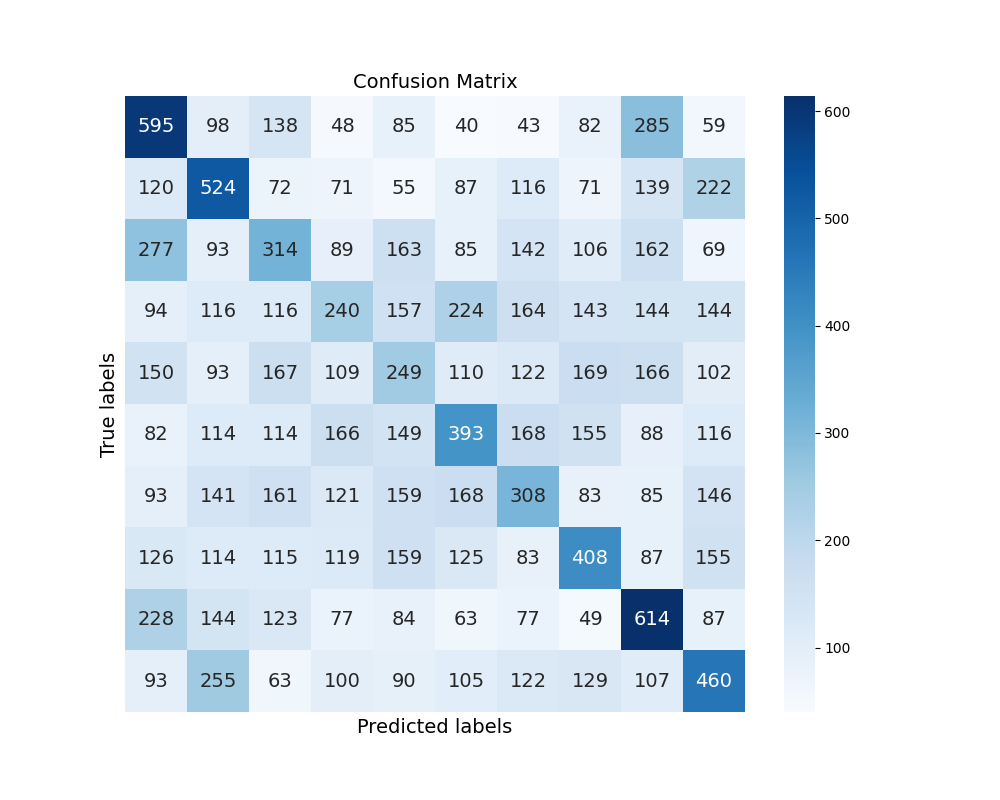 Confusion Matrix
595 98 138 48 85 40 43 82 285 59
120 524 72 71 55 87 116 71 139 222
277 93 314 89 163 85 142 106 162 69
94 116 116 240 157 224 164 143 144 144
150 93 167 109 249 110 122 169 166 102
82 114 114 166 149 393 168 155 88 116
93 141 161 121 159 168 308 83 85 146
126 114 115 119 159 125 83 408 87 155
228 144 123 77 84 63 77 49 614 87
93 255 63 100 90 105 122 129 107 460
True labels
Predicted labels
600
500
400
300
200
100